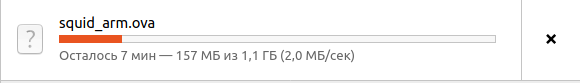 squid_arm.ova
?
Осталось 7 мин — 157 МБ из 1,1 ГБ (2,0 МБ/сек)